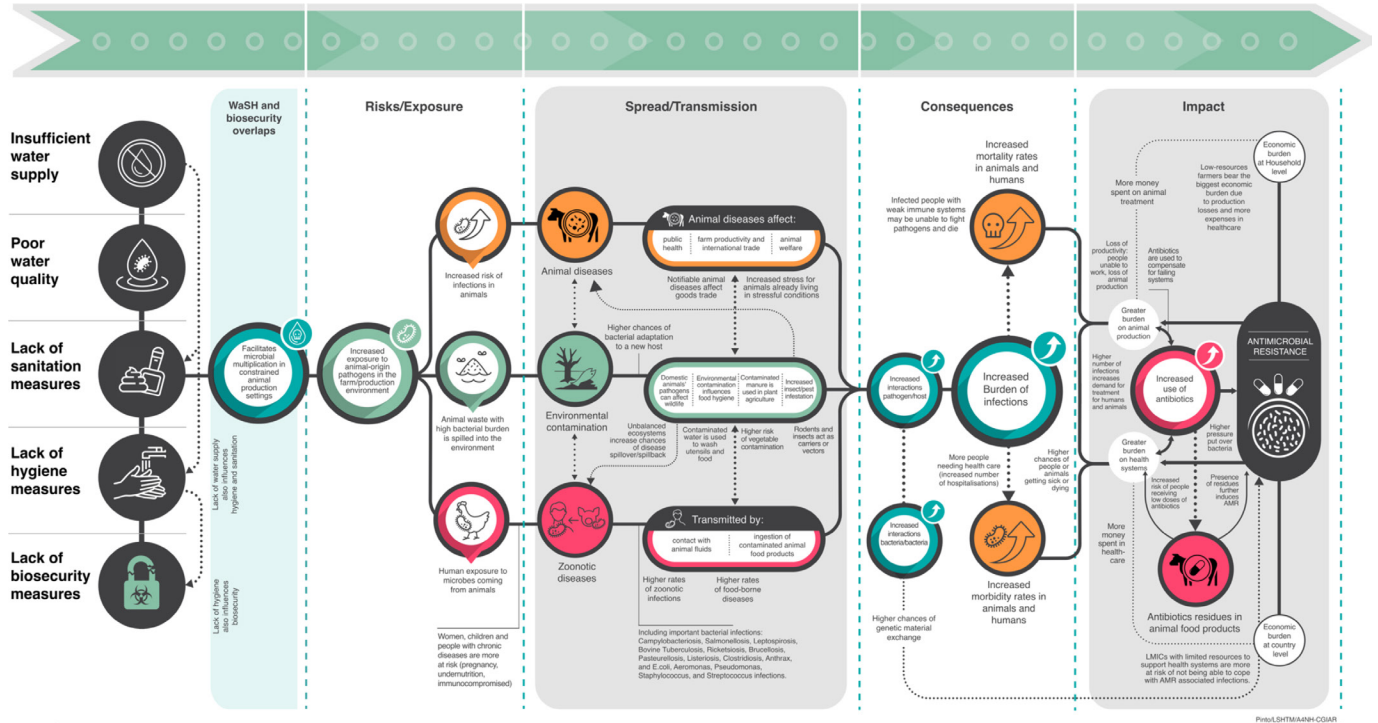 WaSH and
biosecurity
overlaps
Risks/Exposure
Spread/Transmission
Consequences
Impact
Insufficient
water
supply
Poor
water
quality
Lack of
sanitation
measures
Lack of
hygiene
measures
Lack of
biosecurity
measures
Facilitates
microbial
multiplication in
constrained
animal
production
settings
Lack of water supply
also influences
hygiene and sanitation
Lack of hygiene
also influences
biosecurity
Increased
exposure to
animal-origin
pathogens in the
farm/production
environment
Increased risk of
infections in
animals
Animal waste with
high bacterial burden
is spilled into the
environment
Human exposure to
microbes coming
from animals
Women, children and
people with chronic
diseases are more
at risk (pregnancy,
undernutrition,
immunocompromised)
Animal diseases
Higher chances of
bacterial adaptation
to a new host
Environmental
contamination
Zoonotic
diseases
Animal diseases affect:
public
health
farm productivity and
international trade
animal
welfare
Notifiable animal
diseases affect
goods trade
Increased stress for
animals already living
in stressful conditions
Domestic
animals'
pathogens
can affect
wildlife
Environmental
contamination
influences
food hygiene
Contaminated
manure is
used in plant
agriculture
Increased
insect/pest
infestation
Unbalanced
ecosystems
increase chances
of disease
spillover/spillback
Contaminated
water is used
to wash
utensils and
food
Higher risk
of vegetable
contamination
Rodents and
insects act as
carriers or
vectors
Transmitted by:
contact with
animal fluids
ingestion of
contaminated animal
food products
Higher rates
of zoonotic
infections
Higher rates
of food-borne
diseases
Including important bacterial infections:
Campylobacteriosis, Salmonellosis, Leptospirosis,
Bovine Tuberculosis, Ricketsiosis, Brucellosis,
Pasteurellosis, Listeriosis, Clostridiosis, Anthrax,
and E.coli, Aeromonas, Pseudomonas,
Staphylococcus, and Streptococcus infections.
Increased
mortality rates
in animals and
humans
Infected people with
weak immune systems
may be unable to fight
pathogens and die
Increased
interactions
pathogen/host
Increased
Burden of
infections
More people
needing health care
(increased number of
hospitalisations)
Higher
chances of
people or
animals
getting sick or
dying
Increased
interactions
bacteria/bacteria
Increased
morbidity rates in
animals and
humans
Higher chances of
genetic material
exchange
Economic
burden
at Household
level
Low-resources
farmers bear the
biggest economic
burden due
to production
losses and more
expenses in
healthcare
More money
spent on animal
treatment
Loss of
productivity:
people
unable to
work, loss of
animal
production
Antibiotics
are used to
compensate
for failing
systems
Greater
burden
on animal
production
Higher
number of
infections
increases
demand for
treatment
for humans
and animals
Increased
use of
antibiotics
ANTIMICROBIAL
RESISTANCE
Higher
pressure put
over
bacteria
Greater
burden
on health
systems
Increased
risk of people
receiving
low doses of
antibiotics
Presence of
residues
further
induces
AMR
More
money
spent in
health-
care
Antibiotics residues in
animal food products
Economic
burden
at country
level
LMICs with limited resources to
support health systems are more
at risk of not being able to cope
with AMR associated infections.
Pinto/LSHTM/A4NH-CGIAR